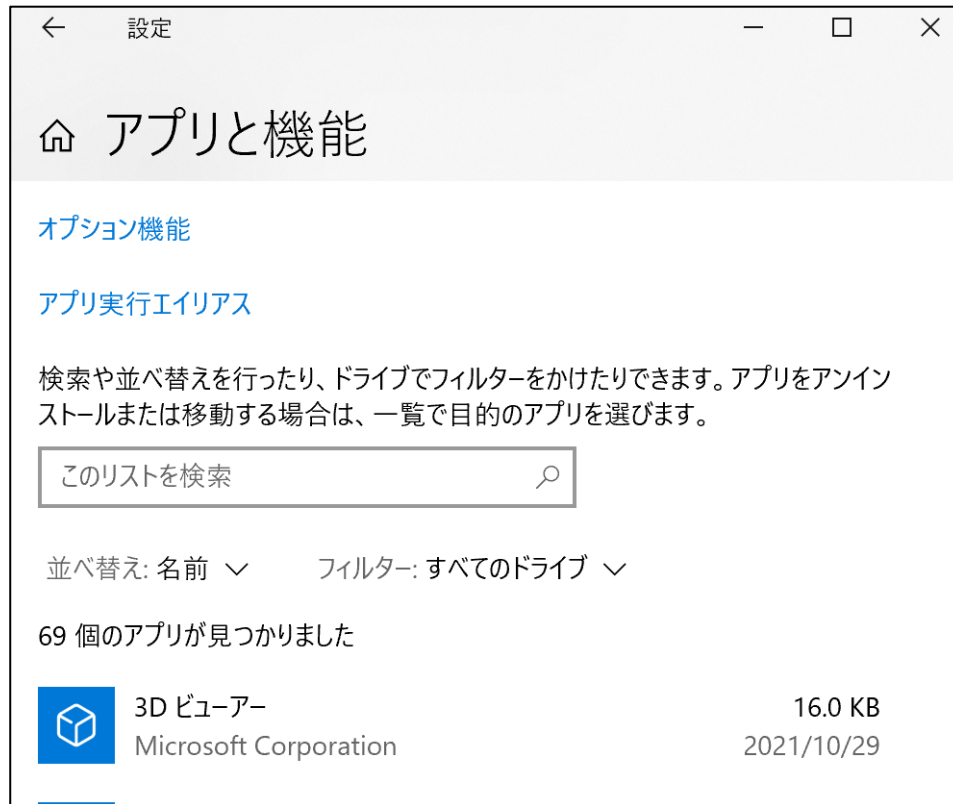 設定
アプリと機能
オプション機能
アプリ実行エイリアス
検索や並べ替えを行ったり、ドライブでフィルターをかけたりできます。アプリをアンイン
ストールまたは移動する場合は、一覧で目的のアプリを選びます。
このリストを検索
並べ替え: 名前 フィルター: すべてのドライブ
69 個のアプリが見つかりました
3D ビューアー 16.0 KB
Microsoft Corporation 2021/10/29